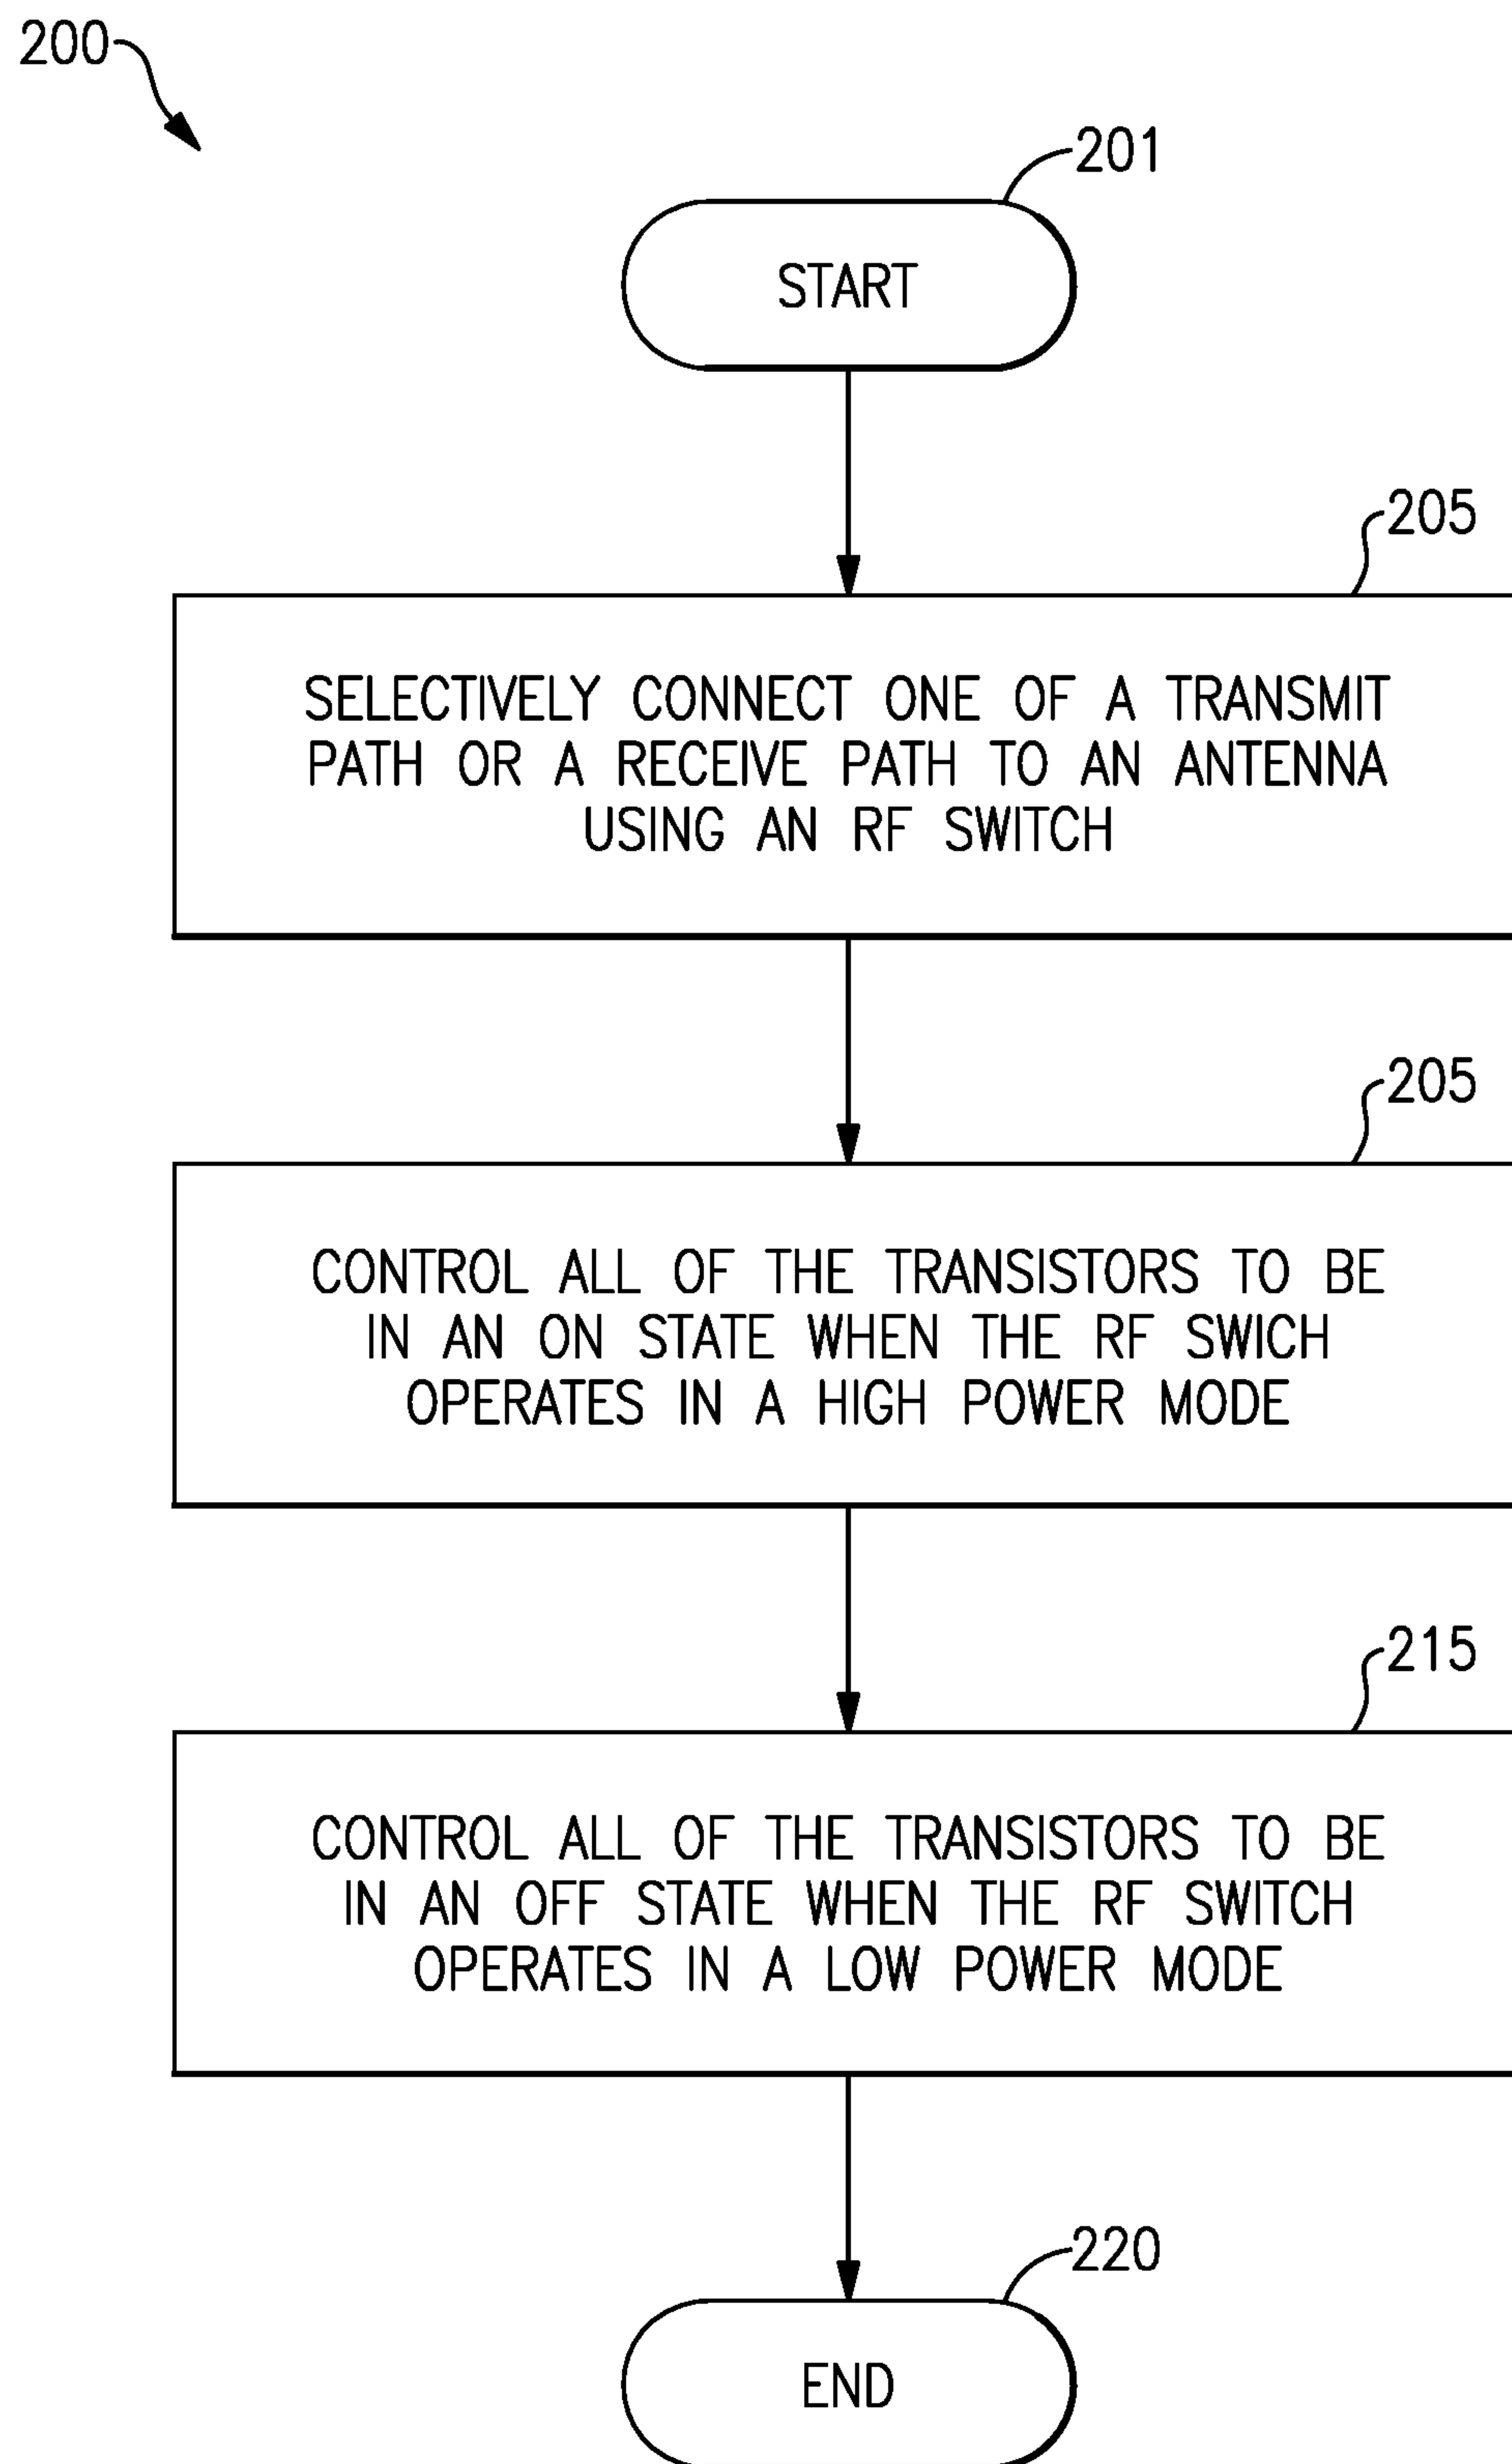 200
201
START
205
SELECTIVELY CONNECT ONE OF A TRANSMIT
PATH OR A RECEIVE PATH TO AN ANTENNA
USING AN RF SWITCH
205
CONTROL ALL OF THE TRANSISTORS TO BE
IN AN ON STATE WHEN THE RF SWICH
OPERATES IN A HIGH POWER MODE
215
CONTROL ALL OF THE TRANSISTORS TO BE
IN AN OFF STATE WHEN THE RF SWITCH
OPERATES IN A LOW POWER MODE
220
END